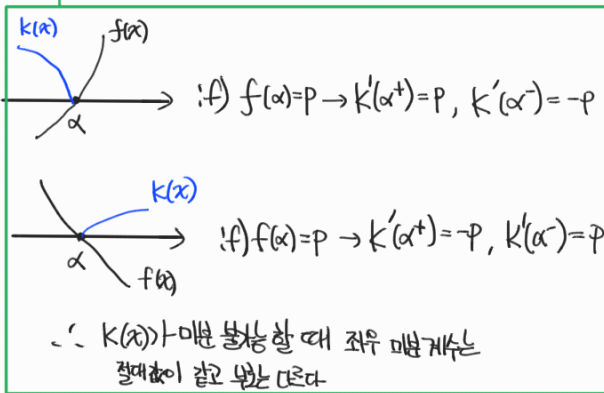 k(x) f(x)
α
if) f(α)=p → k'(α⁺)=p, k'(α⁻)=-p
k(x)
α
f(x)
if) f(α)=p → k'(α⁺)=-p, k'(α⁻)=p
∴ k(x)가 미분 불가능 할 때 좌우 미분계수는
절대값이 같고 부호는 다르다